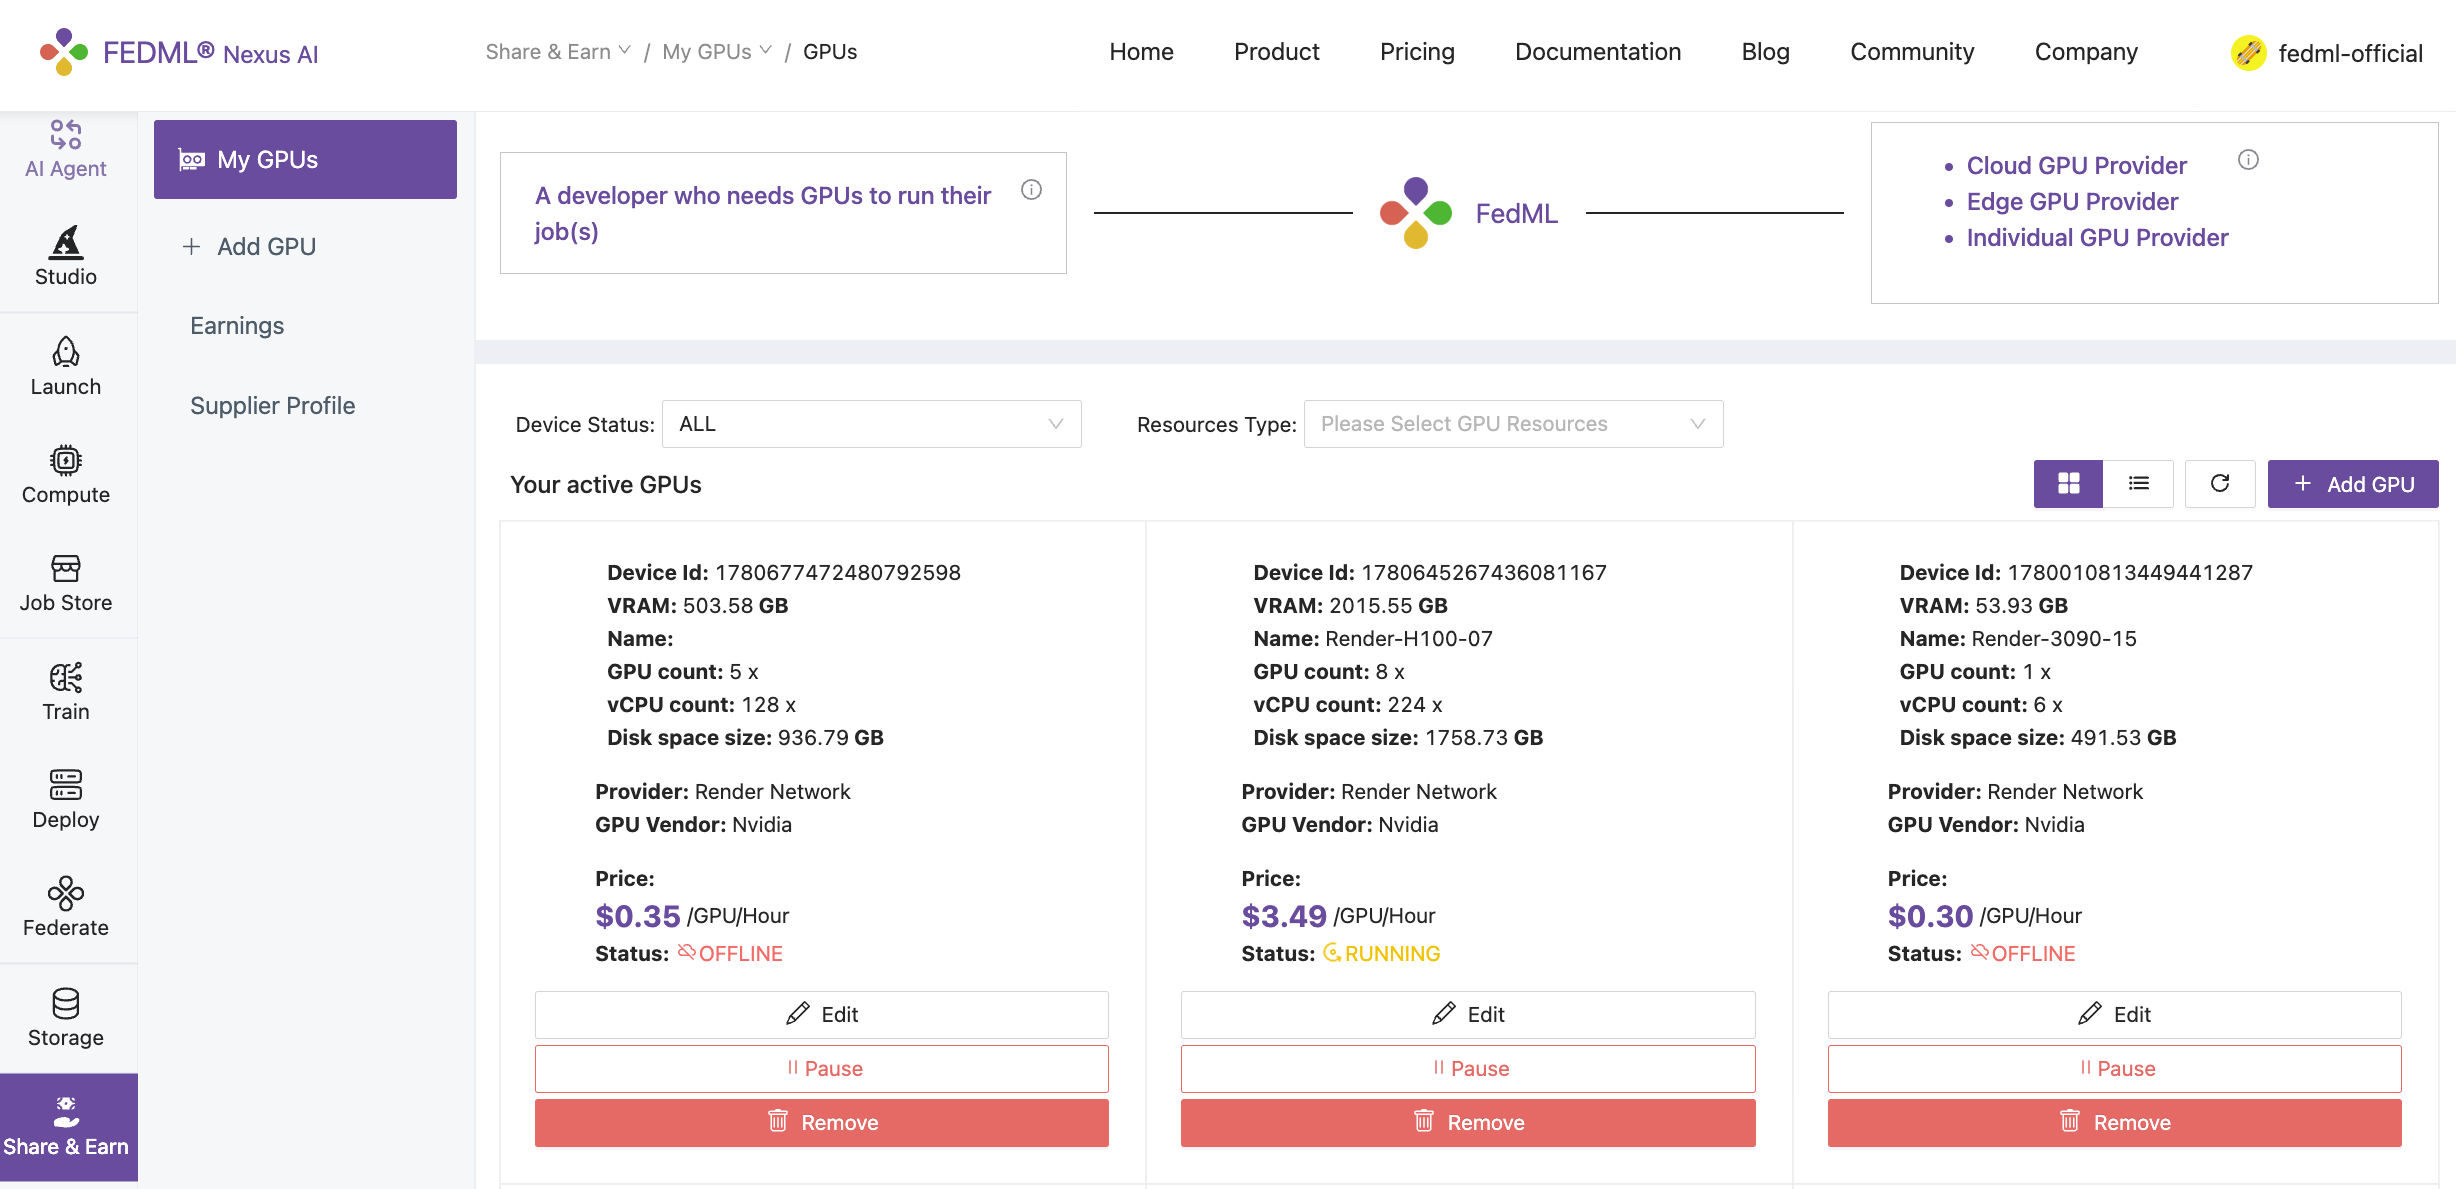 FEDML® Nexus AI
Share & Earn / My GPUs / GPUs
Home
Product
Pricing
Documentation
Blog
Community
Company
fedml-official
AI Agent
Studio
Launch
Compute
Job Store
Train
Deploy
Federate
Storage
Share & Earn
My GPUs
+ Add GPU
Earnings
Supplier Profile
A developer who needs GPUs to run their
job(s)
FedML
• Cloud GPU Provider
• Edge GPU Provider
• Individual GPU Provider
Device Status: ALL
Resources Type: Please Select GPU Resources
Your active GPUs
+ Add GPU
Device Id: 1780677472480792598
VRAM: 503.58 GB
Name:
GPU count: 5 x
vCPU count: 128 x
Disk space size: 936.79 GB
Provider: Render Network
GPU Vendor: Nvidia
Price:
$0.35 /GPU/Hour
Status: OFFLINE
Edit
Pause
Remove
Device Id: 1780645267436081167
VRAM: 2015.55 GB
Name: Render-H100-07
GPU count: 8 x
vCPU count: 224 x
Disk space size: 1758.73 GB
Provider: Render Network
GPU Vendor: Nvidia
Price:
$3.49 /GPU/Hour
Status: RUNNING
Edit
Pause
Remove
Device Id: 1780010813449441287
VRAM: 53.93 GB
Name: Render-3090-15
GPU count: 1 x
vCPU count: 6 x
Disk space size: 491.53 GB
Provider: Render Network
GPU Vendor: Nvidia
Price:
$0.30 /GPU/Hour
Status: OFFLINE
Edit
Pause
Remove